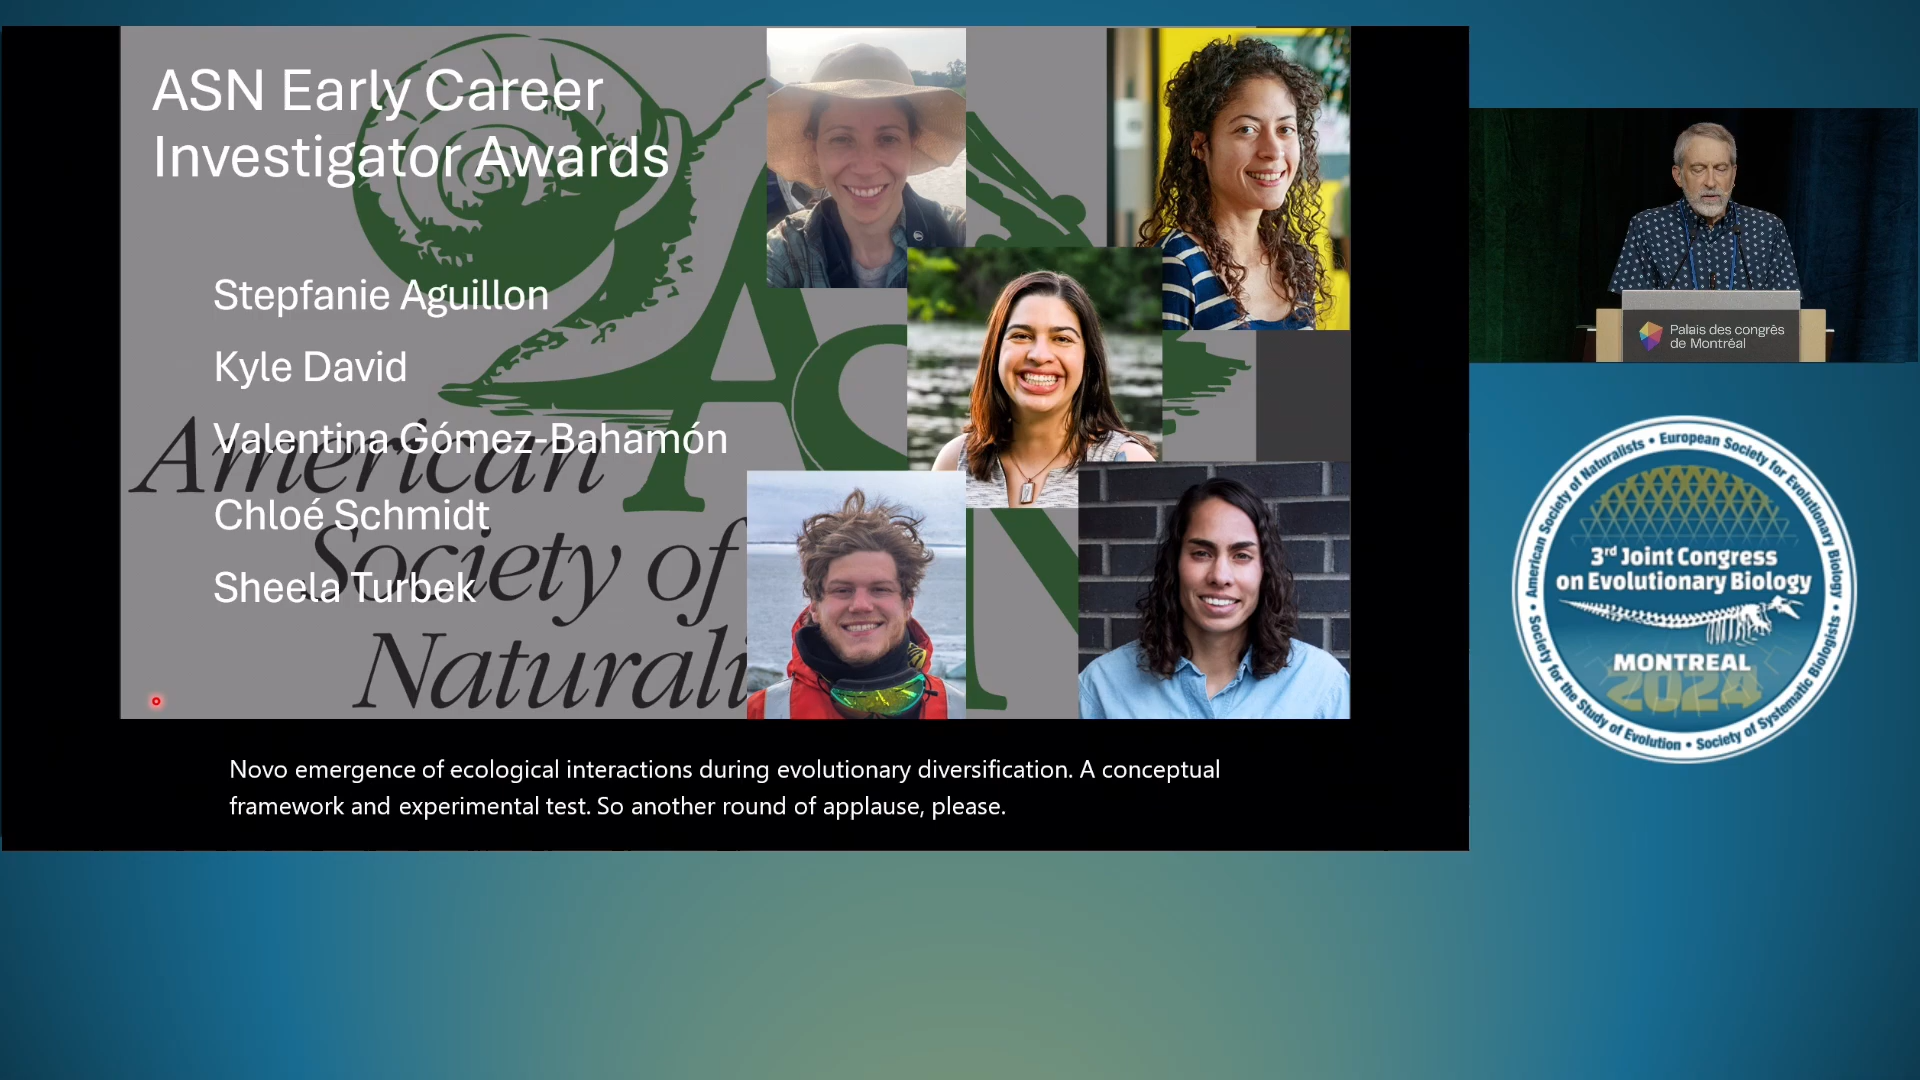 ASN Early Career
Investigator Awards
Stepfanie Aguillon
Kyle David
Valentina Gómez-Bahamón
Chloé Schmidt
Sheela Turbek
American
Society of
Naturali
Novo emergence of ecological interactions during evolutionary diversification. A conceptual
framework and experimental test. So another round of applause, please.
Palais des congrès
de Montréal
American Society of Naturalists • European Society for Evolutionary Biology • Society of Systematic Biologists • Society for the Study of Evolution •
3rd Joint Congress
on Evolutionary Biology
MONTREAL
2024